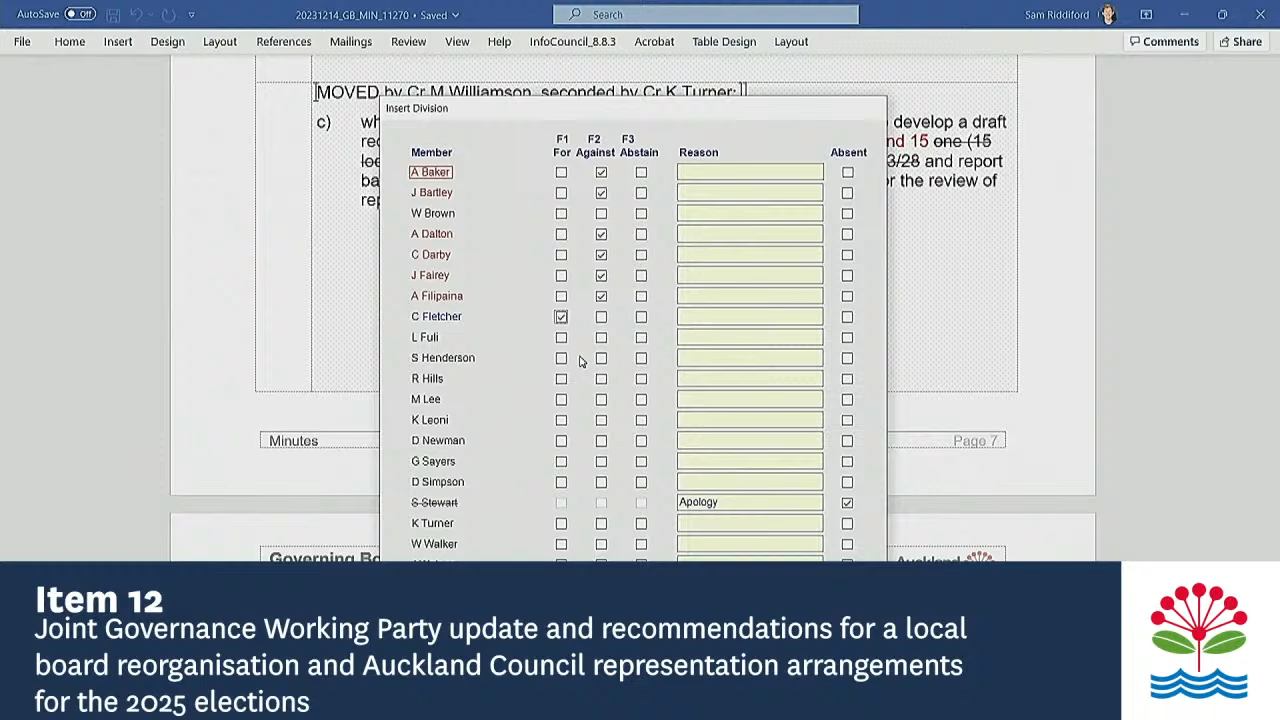 AutoSave Off 20231214_GB_MIN_11270 • Saved Search Sam Riddiford
File Home Insert Design Layout References Mailings Review View Help InfoCouncil_8.8.3 Acrobat Table Design Layout Comments Share
MOVED by Cr M Williamson, seconded by Cr K Turner:
Insert Division
c) develop a draft
nd 15 one (15
3/28 and report
r the review of
F1 F2 F3
Member For Against Abstain Reason Absent
A Baker
J Bartley
W Brown
A Dalton
C Darby
J Fairey
A Filipaina
C Fletcher
L Fuli
S Henderson
R Hills
M Lee
K Leoni
D Newman
G Sayers
D Simpson
S Stewart Apology
K Turner
W Walker
Minutes Page 7
Governing Bo
Auckland
Item 12
Joint Governance Working Party update and recommendations for a local
board reorganisation and Auckland Council representation arrangements
for the 2025 elections